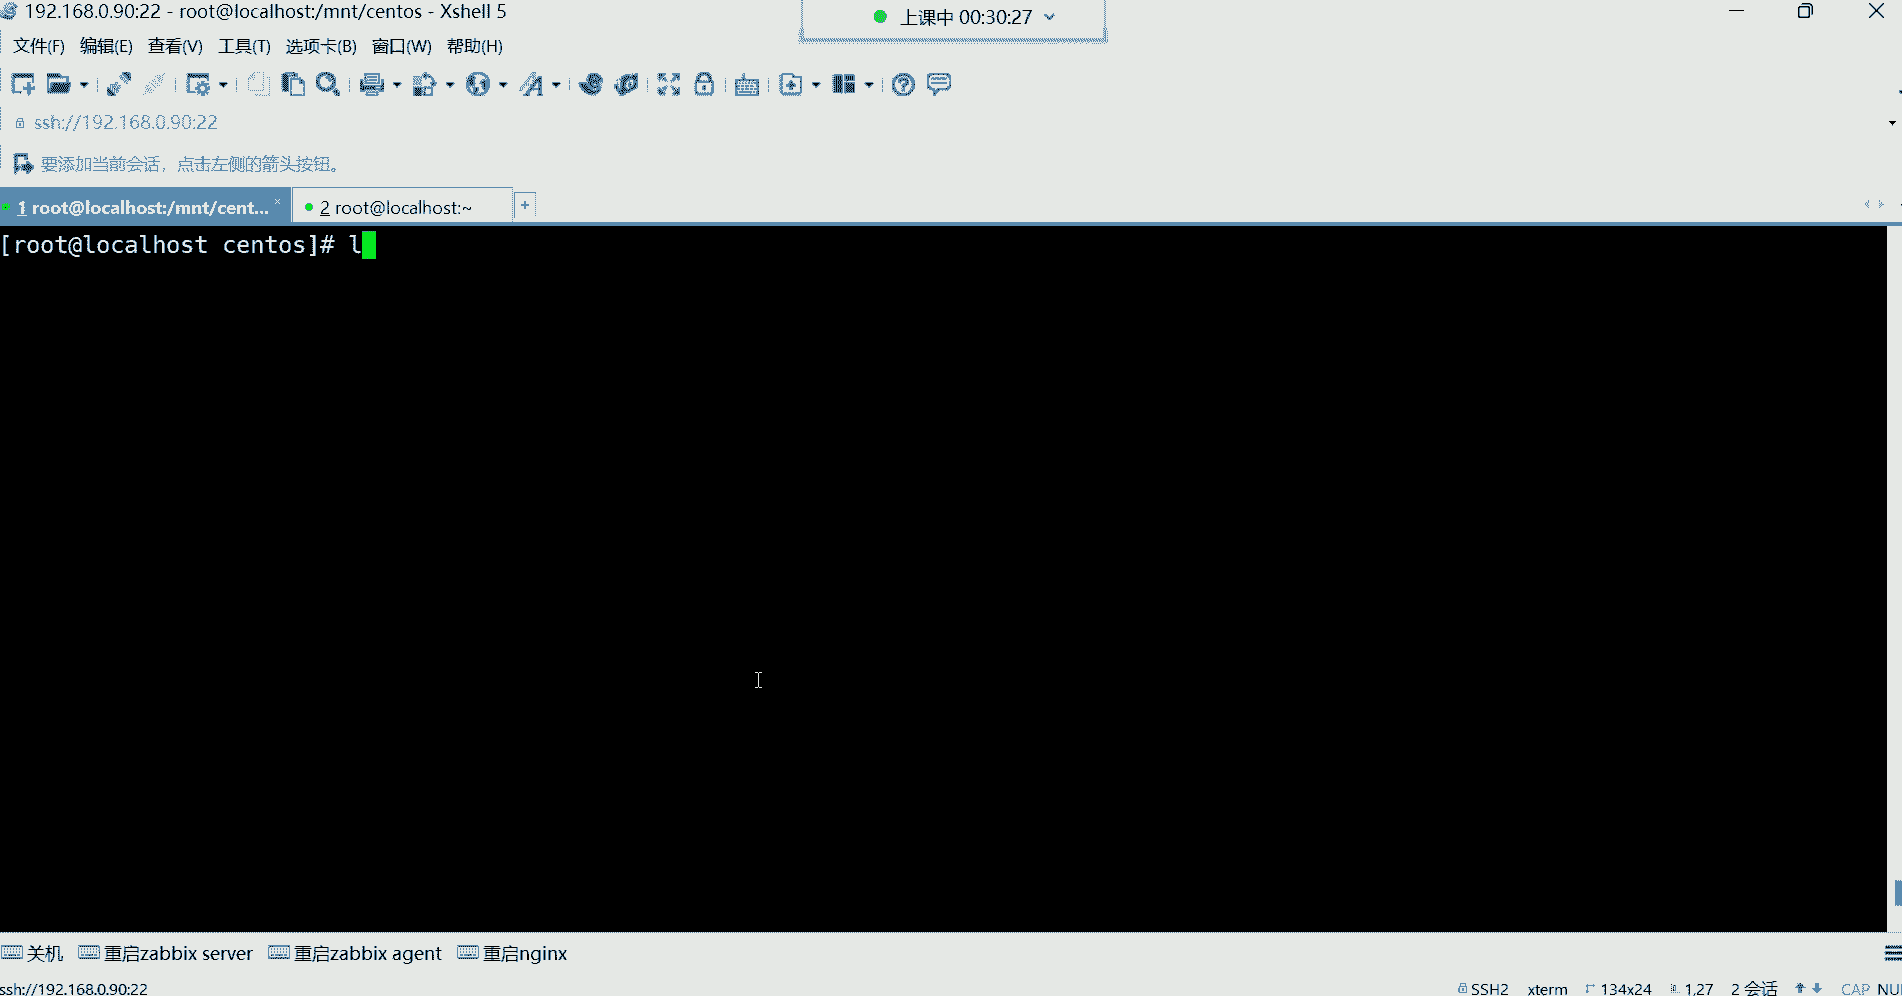 192.168.0.90:22 - root@localhost:/mnt/centos - Xshell 5
上课中 00:30:27
文件(F) 编辑(E) 查看(V) 工具(T) 选项卡(B) 窗口(W) 帮助(H)
ssh://192.168.0.90:22
要添加当前会话，点击左侧的箭头按钮。
1 root@localhost:/mnt/cent... × 2 root@localhost:~ +
[root@localhost centos]# l
关机 重启zabbix server 重启zabbix agent 重启nginx
ssh://192.168.0.90:22 SSH2 xterm 134x24 1,27 2 会话 CAP NU